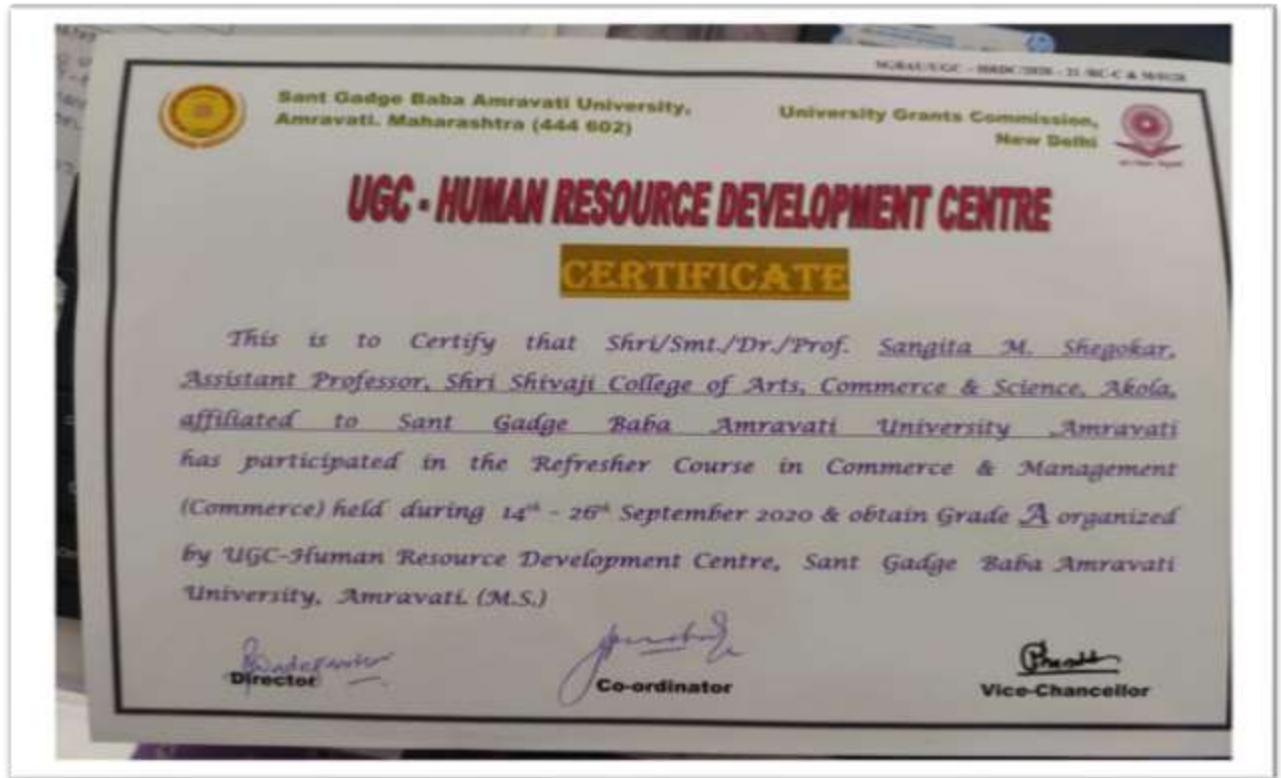 Sant Gadge Baba Amravati University,
Amravati. Maharashtra (444 602)
University Grants Commission,
New Delhi
UGC - HUMAN RESOURCE DEVELOPMENT CENTRE
CERTIFICATE
This is to Certify that Shri/Smt./Dr./Prof. Sangita M. Shegokar,
Assistant Professor, Shri Shivaji College of Arts, Commerce & Science, Akola,
affiliated to Sant Gadge Baba Amravati University ,Amravati
has participated in the Refresher Course in Commerce & Management
(Commerce) held during 14th - 26th September 2020 & obtain Grade A organized
by UGC-Human Resource Development Centre, Sant Gadge Baba Amravati
University, Amravati. (M.S.)
Director
Co-ordinator
Vice-Chancellor